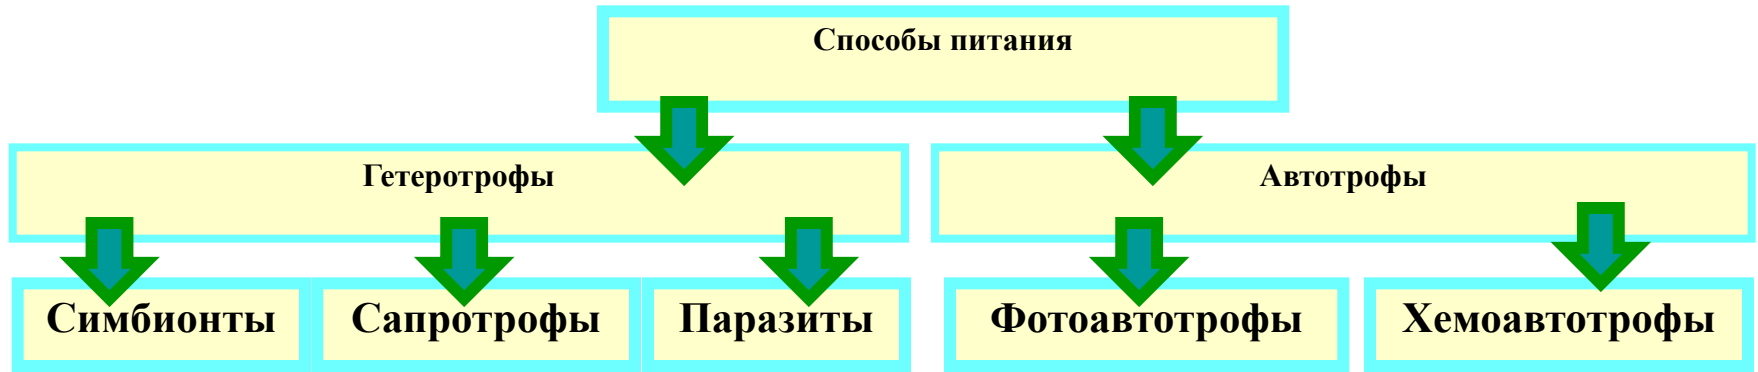 Способы питания
Гетеротрофы
Автотрофы
Симбионты
Сапротрофы
Паразиты
Фотоавтотрофы
Хемоавтотрофы